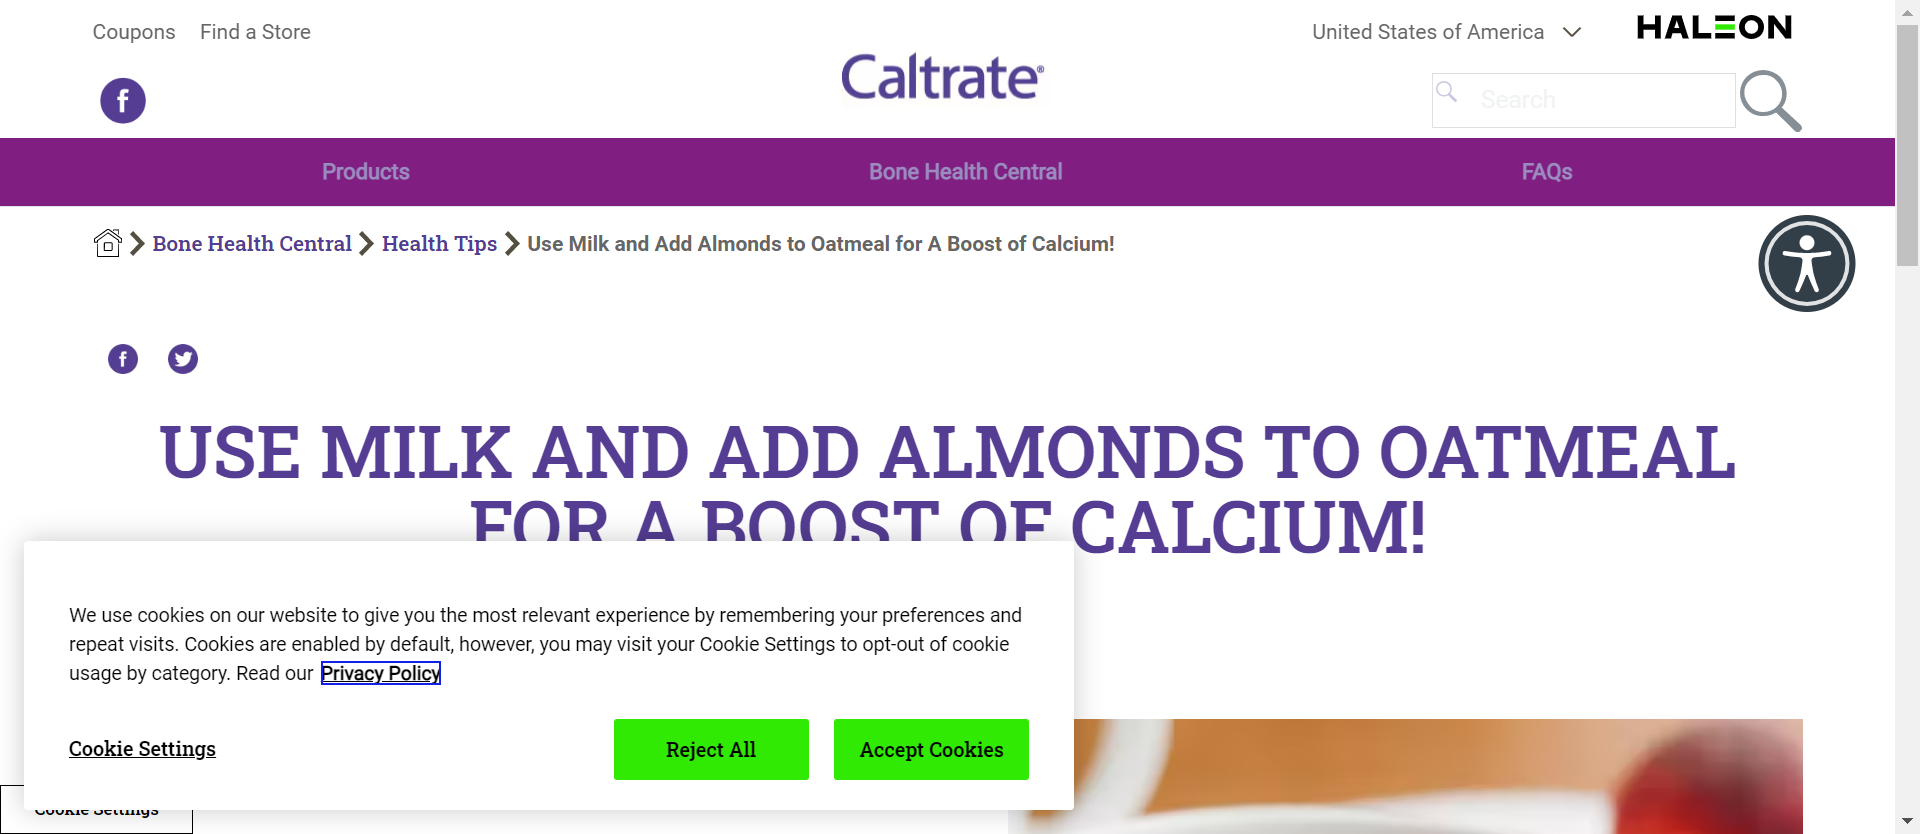 Coupons Find a Store
United States of America
HALEON
f
Caltrate®
Search
Products Bone Health Central FAQs
Bone Health Central Health Tips Use Milk and Add Almonds to Oatmeal for A Boost of Calcium!
f
USE MILK AND ADD ALMONDS TO OATMEAL
FOR A BOOST OF CALCIUM!
We use cookies on our website to give you the most relevant experience by remembering your preferences and
repeat visits. Cookies are enabled by default, however, you may visit your Cookie Settings to opt-out of cookie
usage by category. Read our Privacy Policy
Cookie Settings Reject All Accept Cookies
Cookie Settings